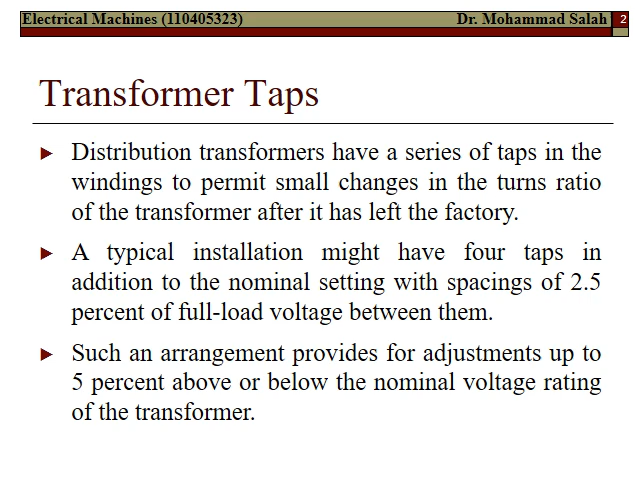 Electrical Machines (110405323) Dr. Mohammad Salah 2
Transformer Taps
Distribution transformers have a series of taps in the
windings to permit small changes in the turns ratio
of the transformer after it has left the factory.
A typical installation might have four taps in
addition to the nominal setting with spacings of 2.5
percent of full-load voltage between them.
Such an arrangement provides for adjustments up to
5 percent above or below the nominal voltage rating
of the transformer.